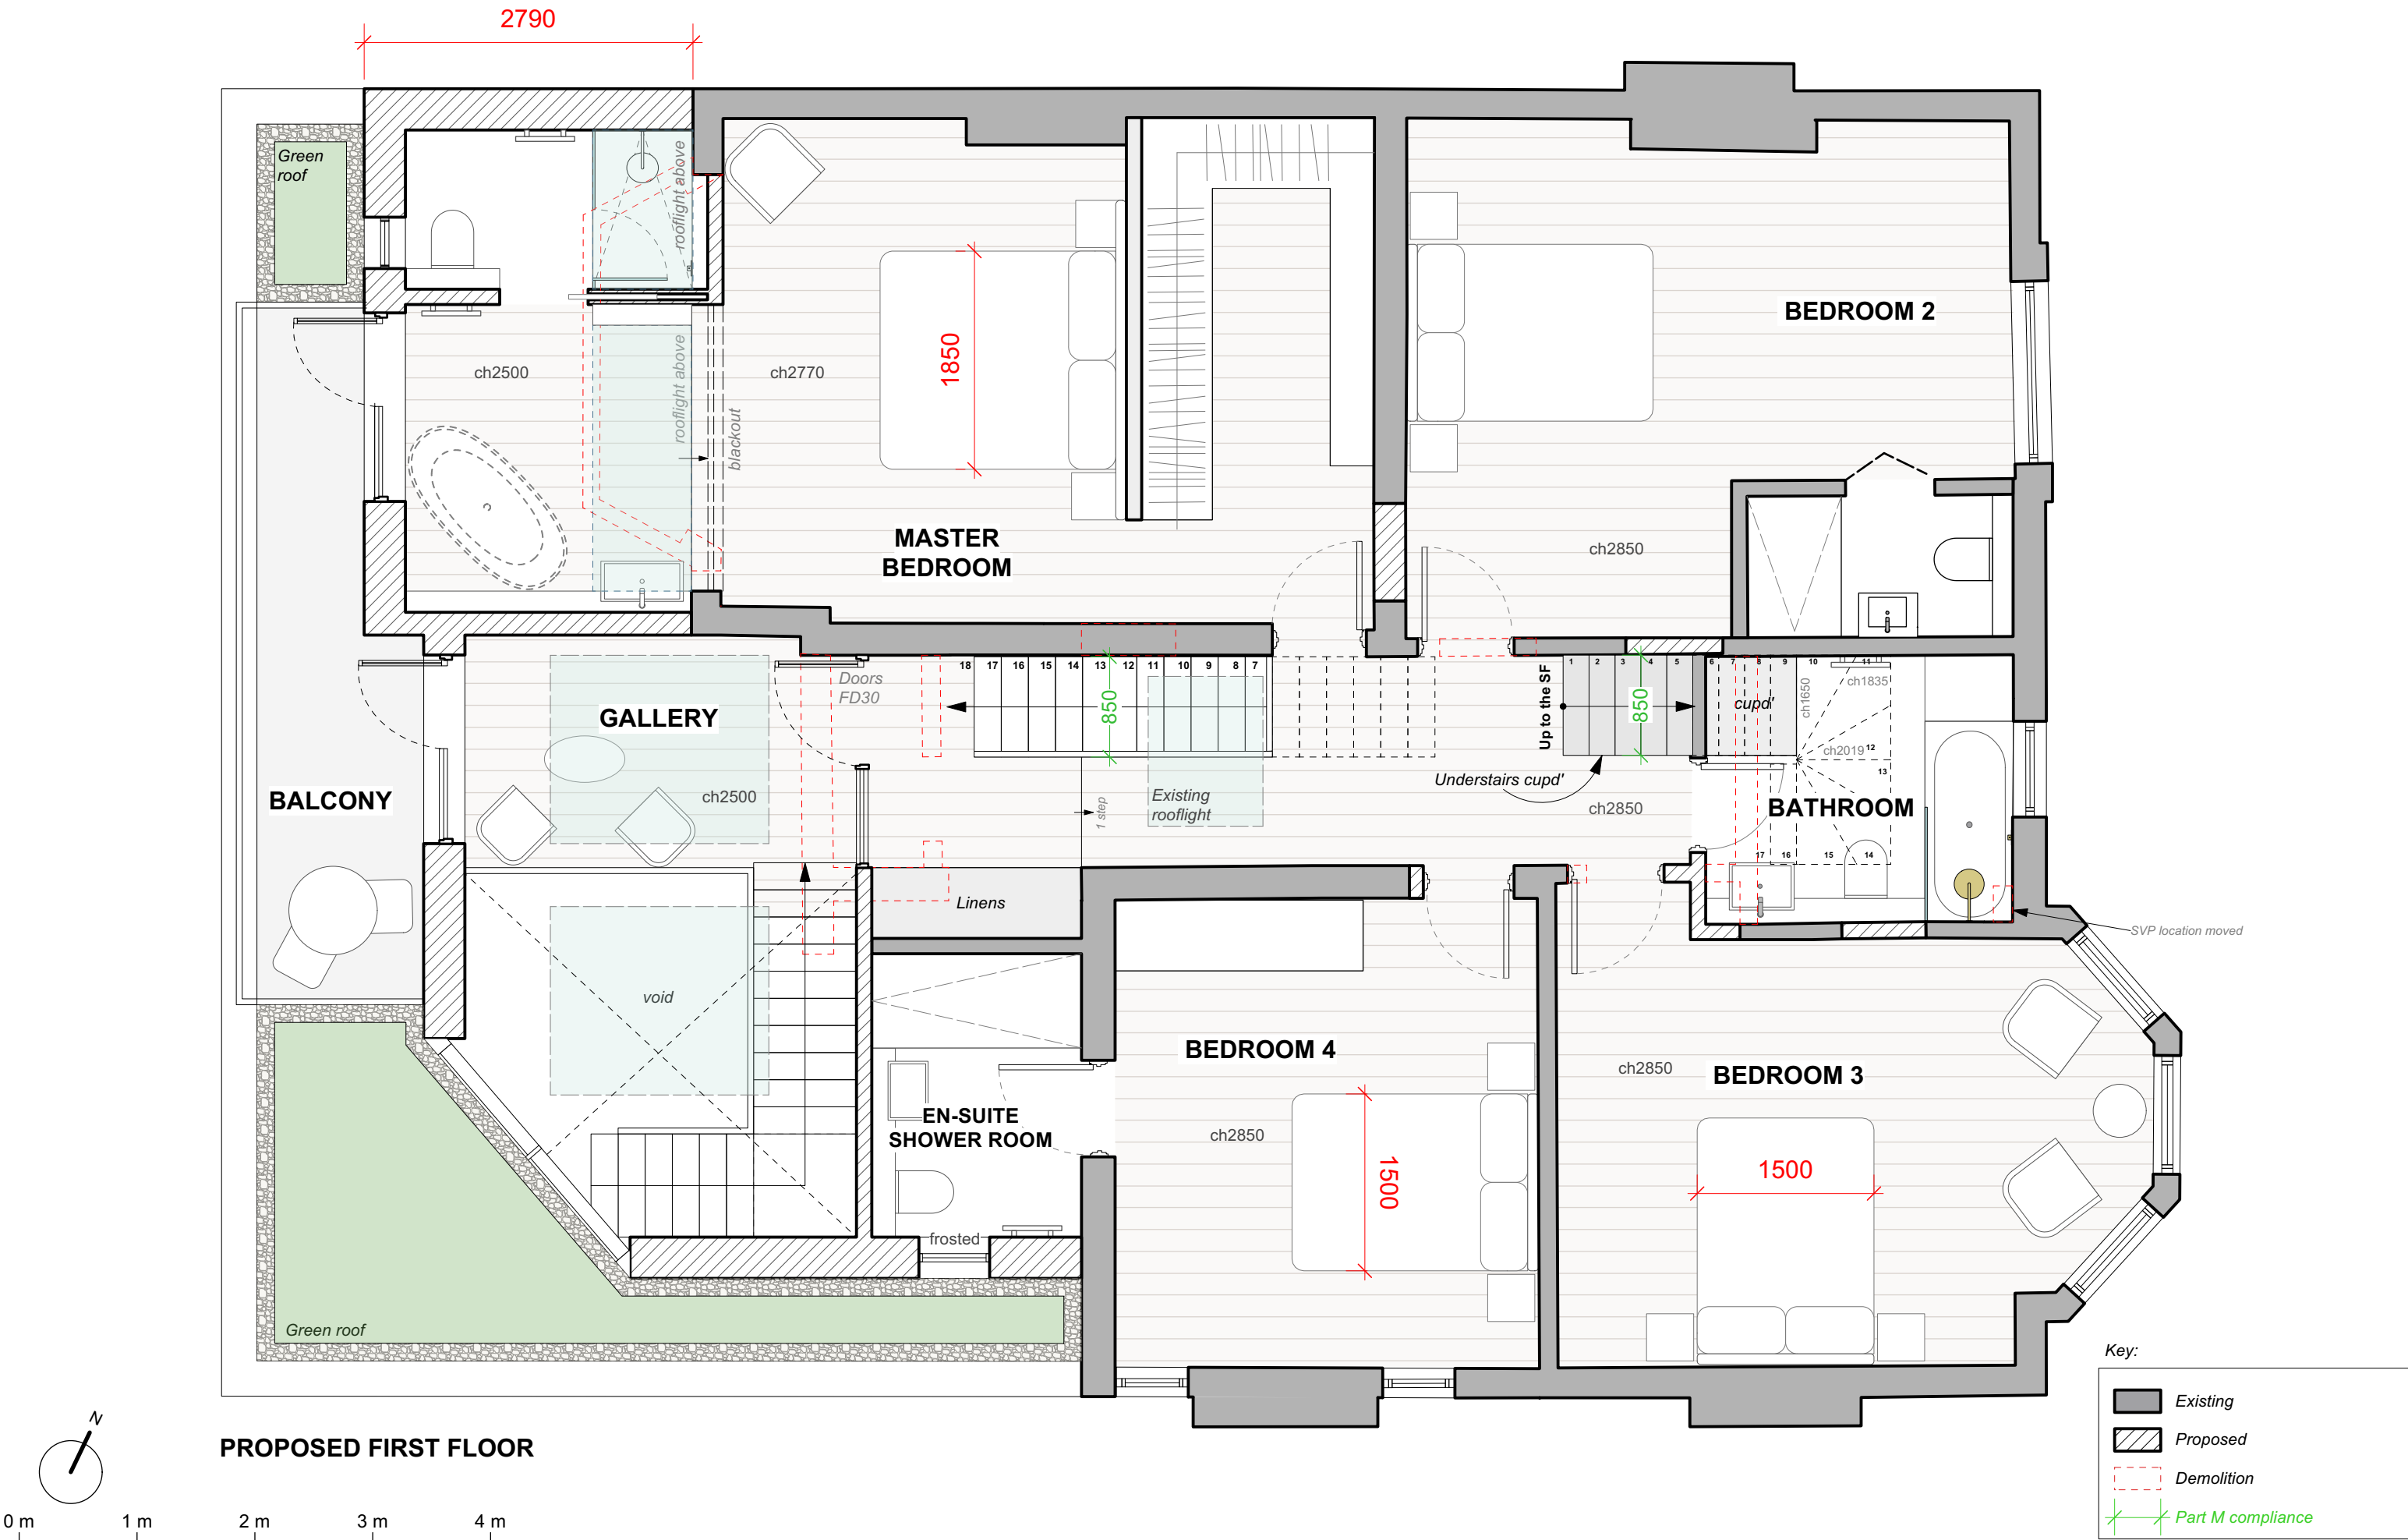 2790
Green
roof
rooflight above
BEDROOM 2
1850
ch2500
ch2770
rooflight above
blackout
MASTER
BEDROOM
ch2850
18 17 16 15 14 13 12 11 10 9 8 7
1 2 3 4 5 6 7 8 9 10 11
Doors
FD30
850
Up to the SF
850
cupd'
ch1650
ch1835
GALLERY
ch2019 12
13
Understairs cupd'
BALCONY
ch2500
1 step
Existing
rooflight
ch2850
BATHROOM
17 16 15 14
Linens
SVP location moved
void
BEDROOM 4
ch2850
BEDROOM 3
EN-SUITE
SHOWER ROOM
ch2850
1500
1500
frosted
Green roof
Key:
Existing
Proposed
Demolition
Part M compliance
N
PROPOSED FIRST FLOOR
0 m 1 m 2 m 3 m 4 m